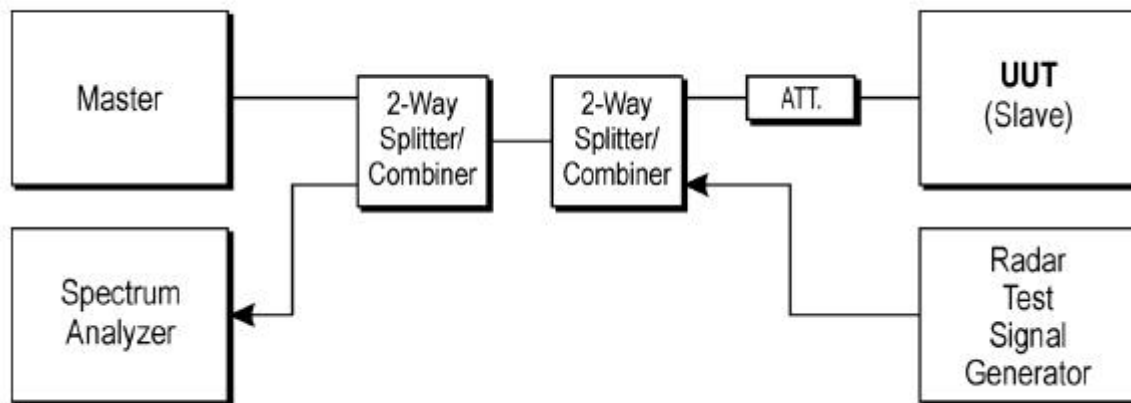 Master
2-Way
Splitter/
Combiner
2-Way
Splitter/
Combiner
ATT.
UUT
(Slave)
Spectrum
Analyzer
Radar
Test
Signal
Generator